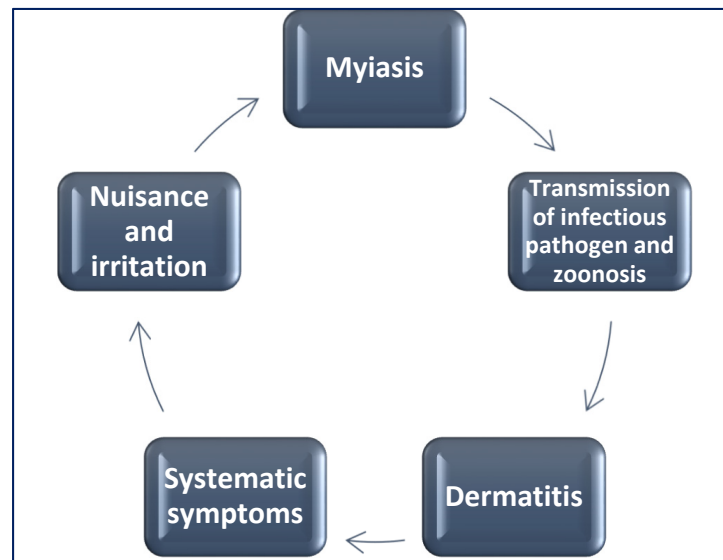 Myiasis
Transmission
of infectious
pathogen and
zoonosis
Dermatitis
Systematic
symptoms
Nuisance
and
irritation